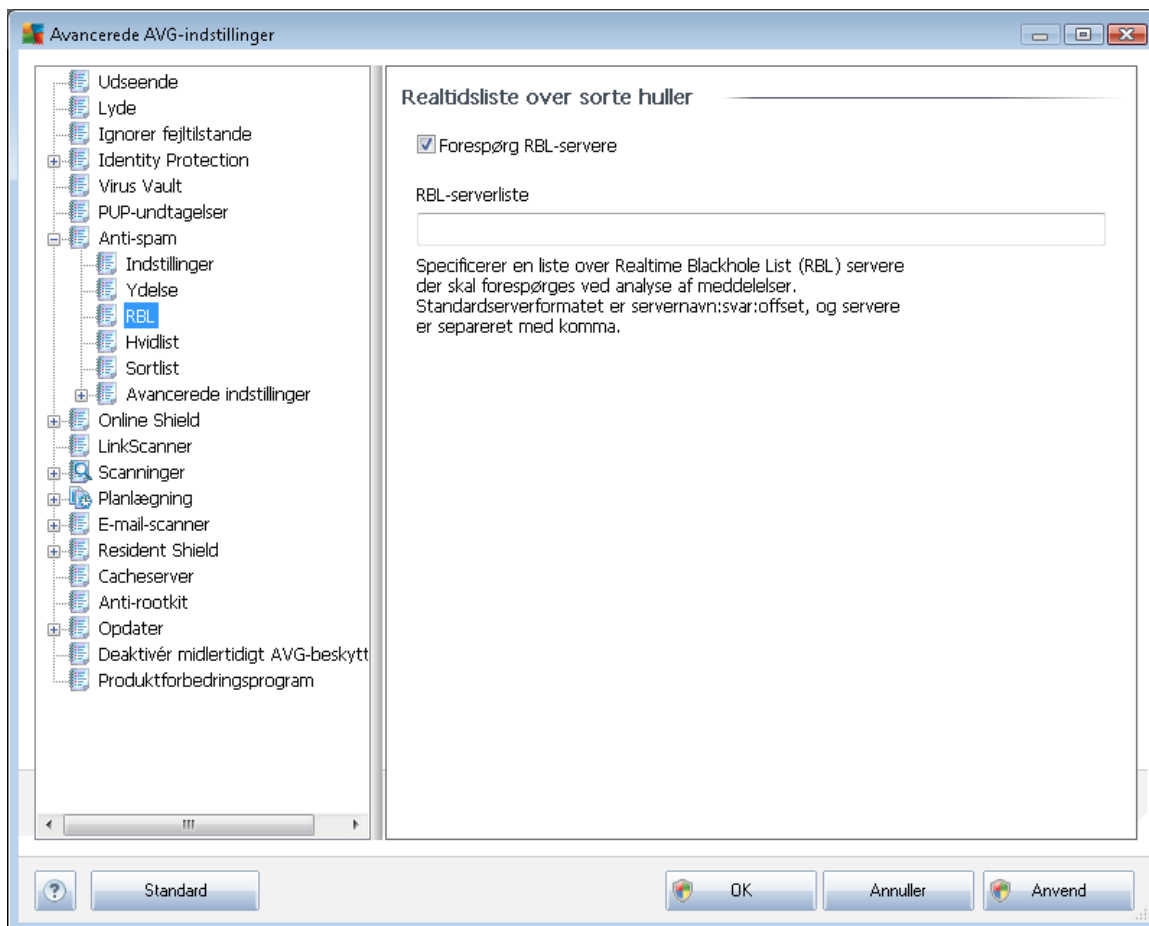 Avancerede AVG-indstillinger
Udseende
Lyde
Ignorer fejltilstande
Identity Protection
Virus Vault
PUP-undtagelser
Anti-spam
Indstillinger
Ydelse
RBL
Hvidlist
Sortlist
Avancerede indstillinger
Online Shield
LinkScanner
Scanninger
Planlægning
E-mail-scanner
Resident Shield
Cacheserver
Anti-rootkit
Opdater
Deaktivér midlertidigt AVG-beskytt
Produktforbedringsprogram
Realtidsliste over sorte huller
Forespørg RBL-servere
RBL-serverliste
Specificerer en liste over Realtime Blackhole List (RBL) servere
der skal forespørges ved analyse af meddelelser.
Standardserverformatet er servernavn:svar:offset, og servere
er separeret med komma.
?
Standard
OK
Annuller
Anvend